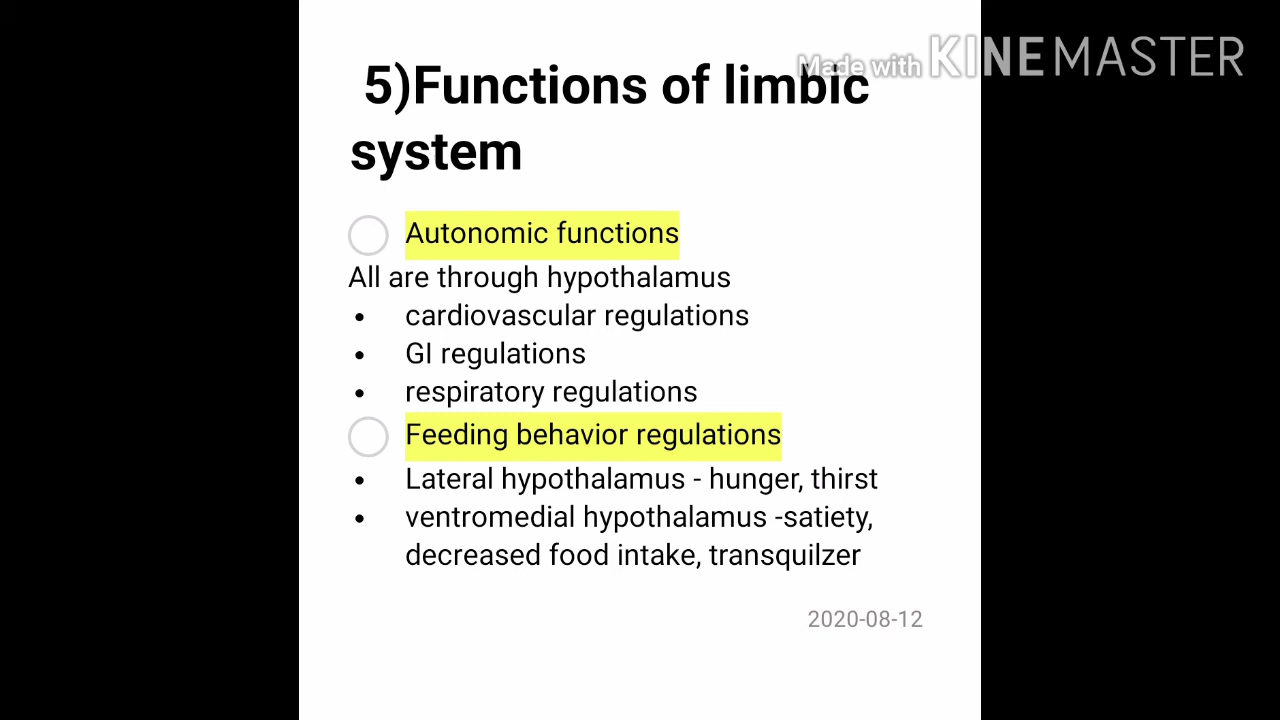 Made with KINEMASTER
5)Functions of limbic
system
Autonomic functions
All are through hypothalamus
• cardiovascular regulations
• GI regulations
• respiratory regulations
Feeding behavior regulations
• Lateral hypothalamus - hunger, thirst
• ventromedial hypothalamus -satiety,
decreased food intake, transquilzer
2020-08-12